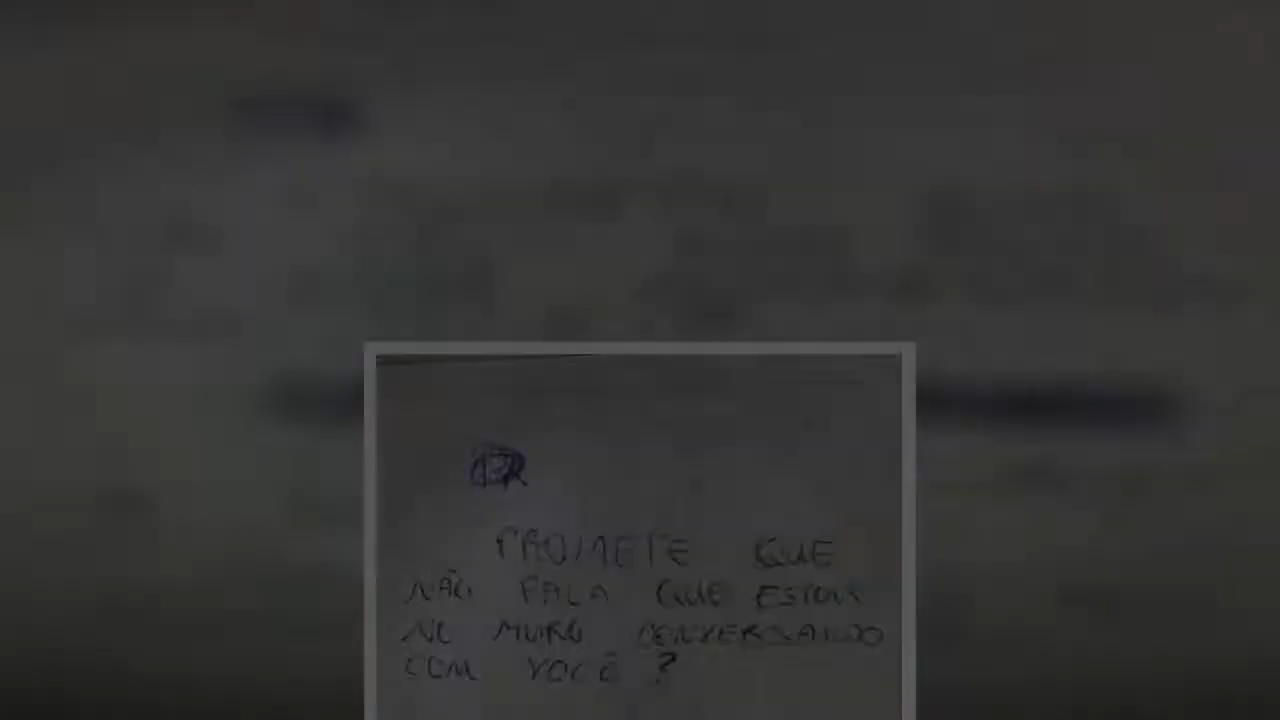 PROMETE QUE
NÃO FALA QUE ESTOU
NO MURO CONVERSANDO
COM VOCÊ?